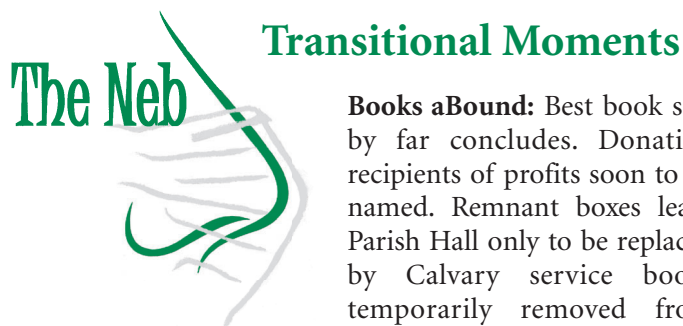 The Neb
Transitional Moments
Books aBound: Best book s
by far concludes. Donati
recipients of profits soon to
named. Remnant boxes lea
Parish Hall only to be replac
by Calvary service boo
temporarily removed fro